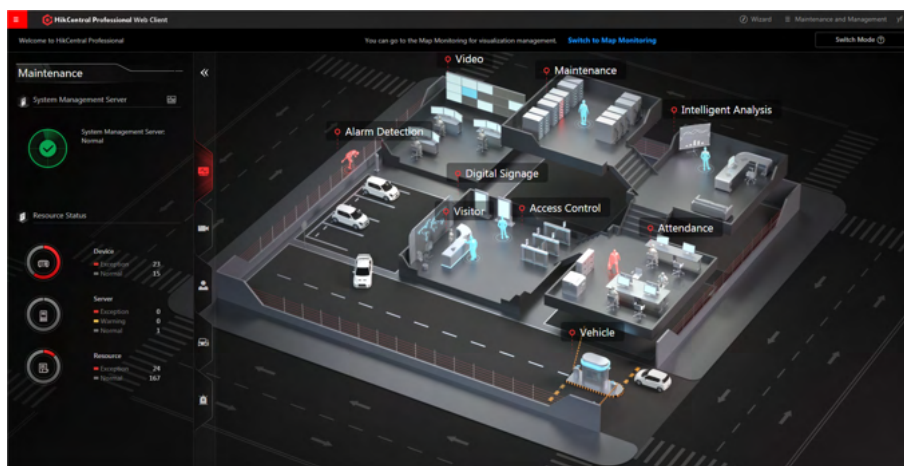 HikCentral Professional Web Client
Wizard
Maintenance and Management
Welcome to HikCentral Professional
You can go to the Map Monitoring for visualization management. Switch to Map Monitoring
Switch Mode
Maintenance
System Management Server
System Management Server:
Normal
Resource Status
Device
Exception 23
Normal 15
Server
Exception 0
Warning 0
Normal 1
Resource
Exception 24
Normal 167
Video
Maintenance
Intelligent Analysis
Alarm Detection
Digital Signage
Visitor
Access Control
Attendance
Vehicle